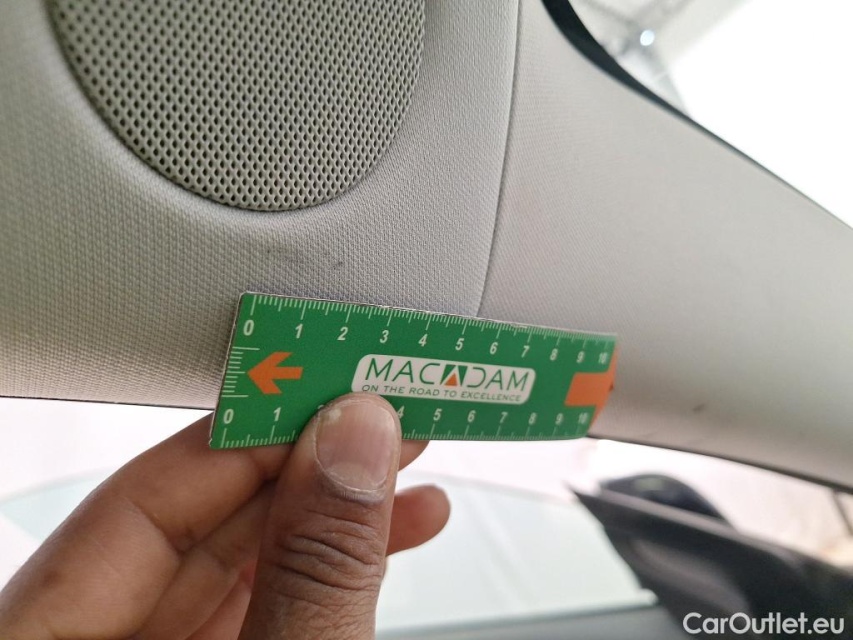 0 1 2 3 4 5 6 7 8 9 10
MACADAM
ON THE ROAD TO EXCELLENCE
0 1 4 5 6 7 8 9 10
CarOutlet.eu